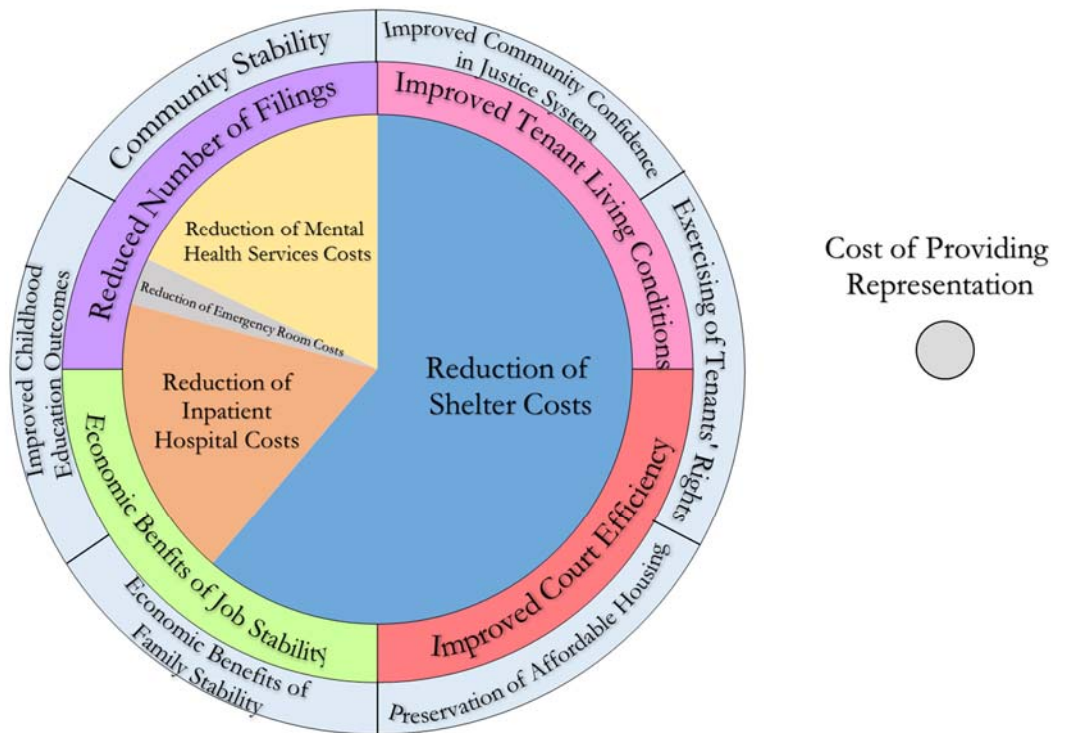 Community Stability
Improved Community Confidence
in Justice System
Reduced Number of Filings
Improved Tenant Living Conditions
Exercising of Tenants' Rights
Reduction of Mental
Health Services Costs
Reduction of Emergency Room Costs
Reduction of
Inpatient
Hospital Costs
Reduction of
Shelter Costs
Improved Childhood
Education Outcomes
Economic Benfits of Job Stability
Improved Court Efficiency
Economic Benefits of
Family Stability
Preservation of Affordable Housing
Cost of Providing
Representation